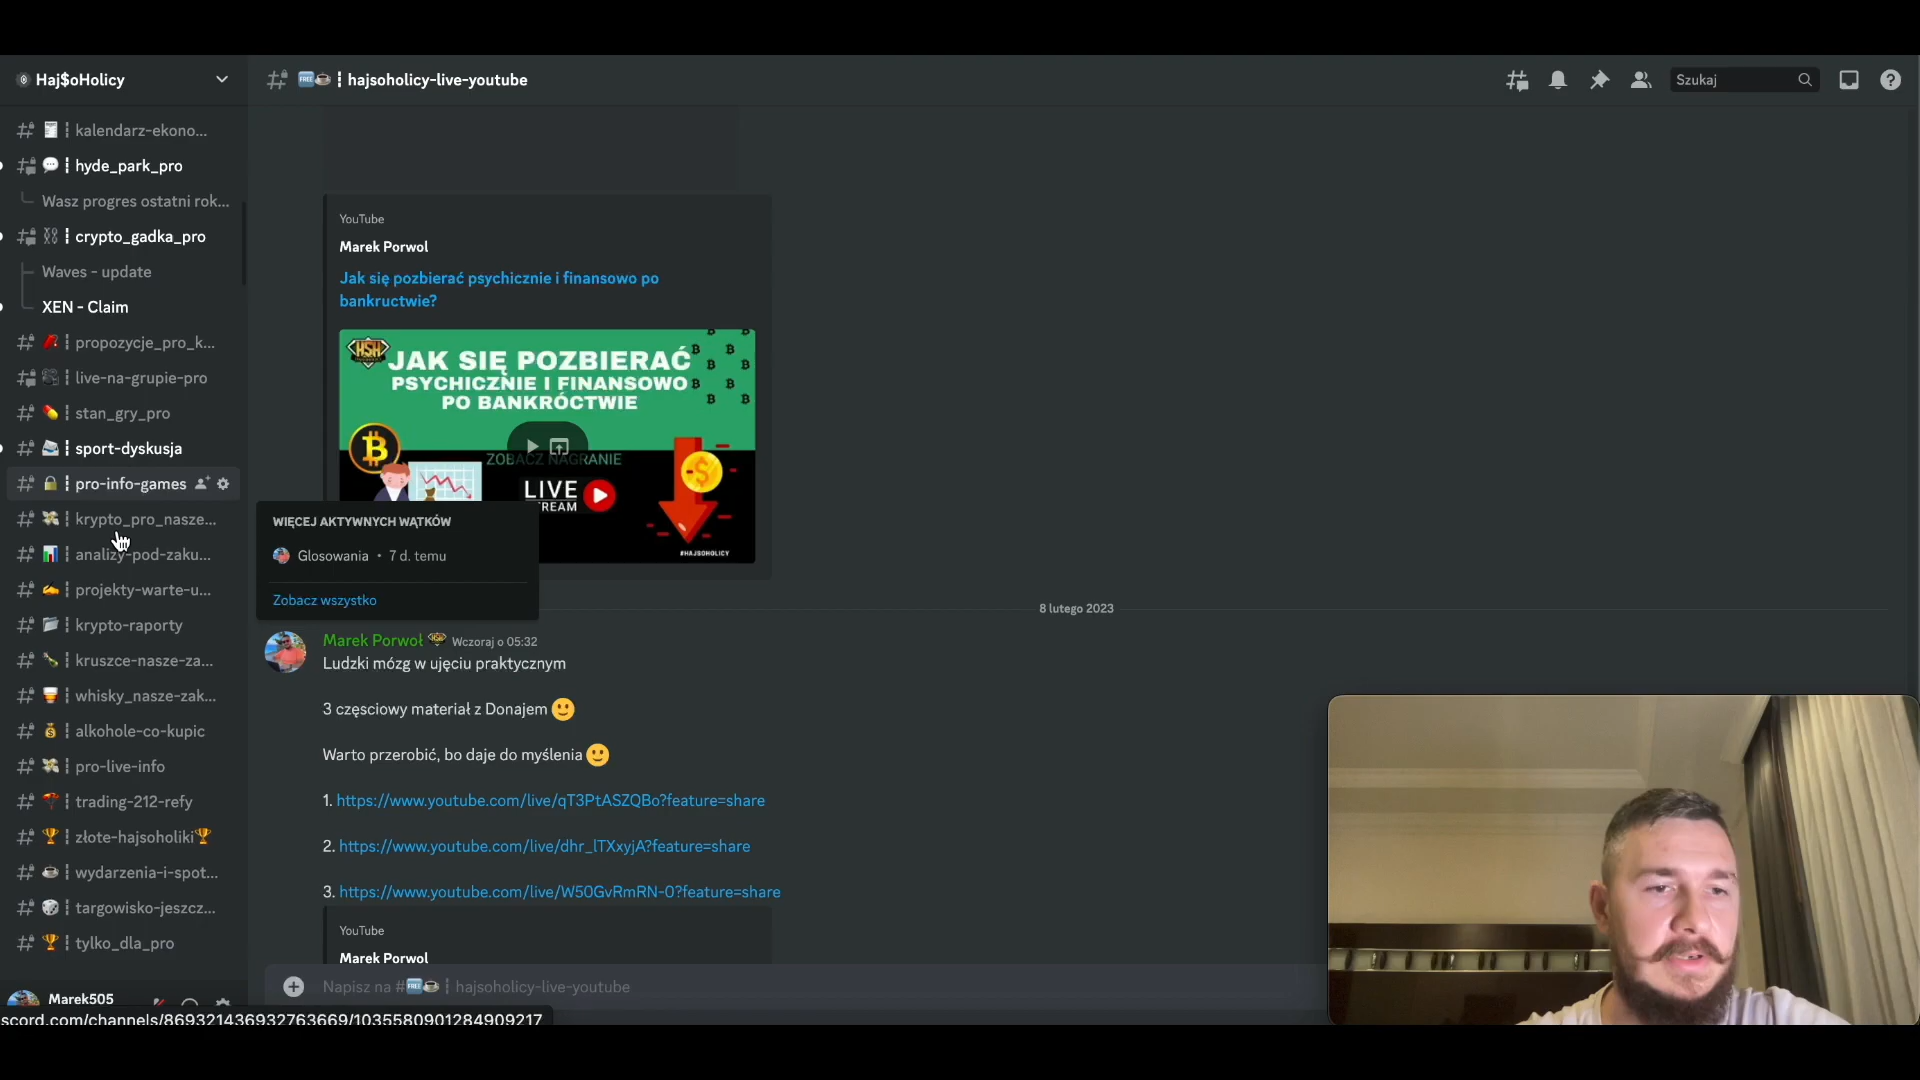 Haj$oHolicy
FREE hajsoholicy-live-youtube
Szukaj
kalendarz-ekono...
hyde_park_pro
Wasz progres ostatni rok...
crypto_gadka_pro
Waves - update
XEN - Claim
propozycje_pro_k...
live-na-grupie-pro
stan_gry_pro
sport-dyskusja
pro-info-games
krypto_pro_nasze...
analizy-pod-zaku...
projekty-warte-u...
krypto-raporty
kruszce-nasze-za...
whisky_nasze-zak...
alkohole-co-kupic
pro-live-info
trading-212-refy
złote-hajsoholiki
wydarzenia-i-spot...
targowisko-jeszcz...
tylko_dla_pro
Marek505
scord.com/channels/869321436932763669/1035580901284909217
YouTube
Marek Porwol
Jak się pozbierać psychicznie i finansowo po
bankructwie?
HSH
JAK SIĘ POZBIERAĆ
PSYCHICZNIE I FINANSOWO
PO BANKRÓCTWIE
ZOBACZ NAGRANIE
LIVE
REAM
#HAJSOHOLICY
WIĘCEJ AKTYWNYCH WĄTKÓW
Glosowania • 7 d. temu
Zobacz wszystko
8 lutego 2023
Marek Porwoł Wczoraj o 05:32
Ludzki mózg w ujęciu praktycznym
3 częsciowy materiał z Donajem
Warto przerobić, bo daje do myślenia
1. https://www.youtube.com/live/qT3PtASZQBo?feature=share
2. https://www.youtube.com/live/dhr_lTXxyjA?feature=share
3. https://www.youtube.com/live/W50GvRmRN-0?feature=share
YouTube
Marek Porwol
Napisz na #FREE hajsoholicy-live-youtube